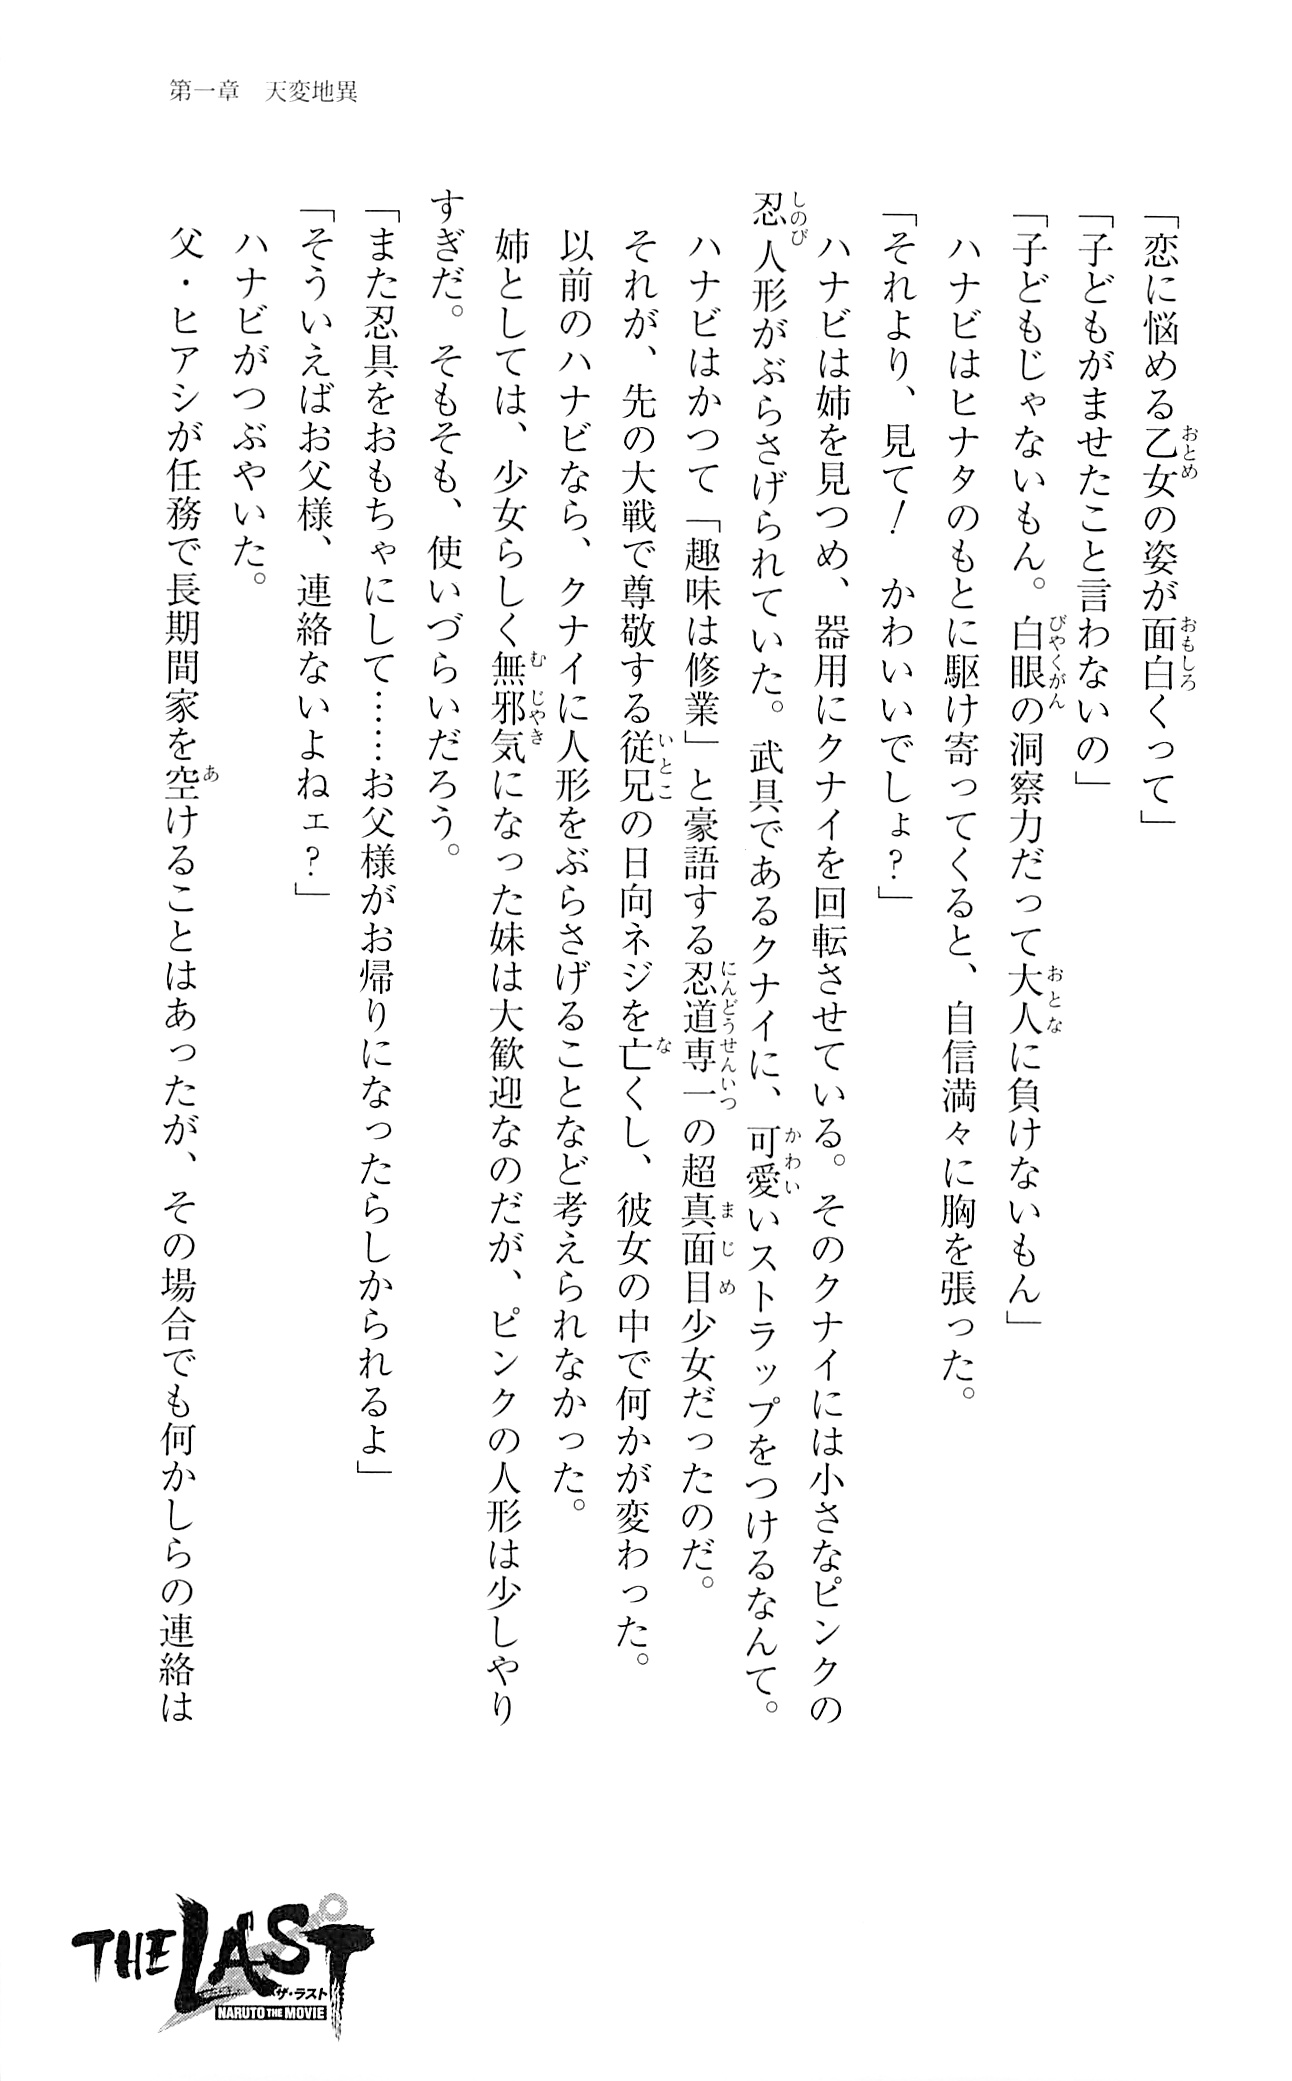 第一章　天変地異
「恋に悩める乙女の姿が面白くって」
「子どもがませたこと言わないの」
「子どもじゃないもん。白眼の洞察力だって大人に負けないもん」
ハナビはヒナタのもとに駆け寄ってくると、自信満々に胸を張った。
「それより、見て！　かわいいでしょ？」
ハナビは姉を見つめ、器用にクナイを回転させている。そのクナイには小さなピンクの
忍人形がぶらさげられていた。武具であるクナイに、可愛いストラップをつけるなんて。
ハナビはかつて「趣味は修業」と豪語する忍道専一の超真面目少女だったのだ。
それが、先の大戦で尊敬する従兄の日向ネジを亡くし、彼女の中で何かが変わった。
以前のハナビなら、クナイに人形をぶらさげることなど考えられなかった。
姉としては、少女らしく無邪気になった妹は大歓迎なのだが、ピンクの人形は少しやり
すぎだ。そもそも、使いづらいだろう。
「また忍具をおもちゃにして……お父様がお帰りになったらしかられるよ」
「そういえばお父様、連絡ないよねェ？」
ハナビがつぶやいた。
父・ヒアシが任務で長期間家を空けることはあったが、その場合でも何かしらの連絡は
THE LAST
ザ・ラスト
NARUTO THE MOVIE